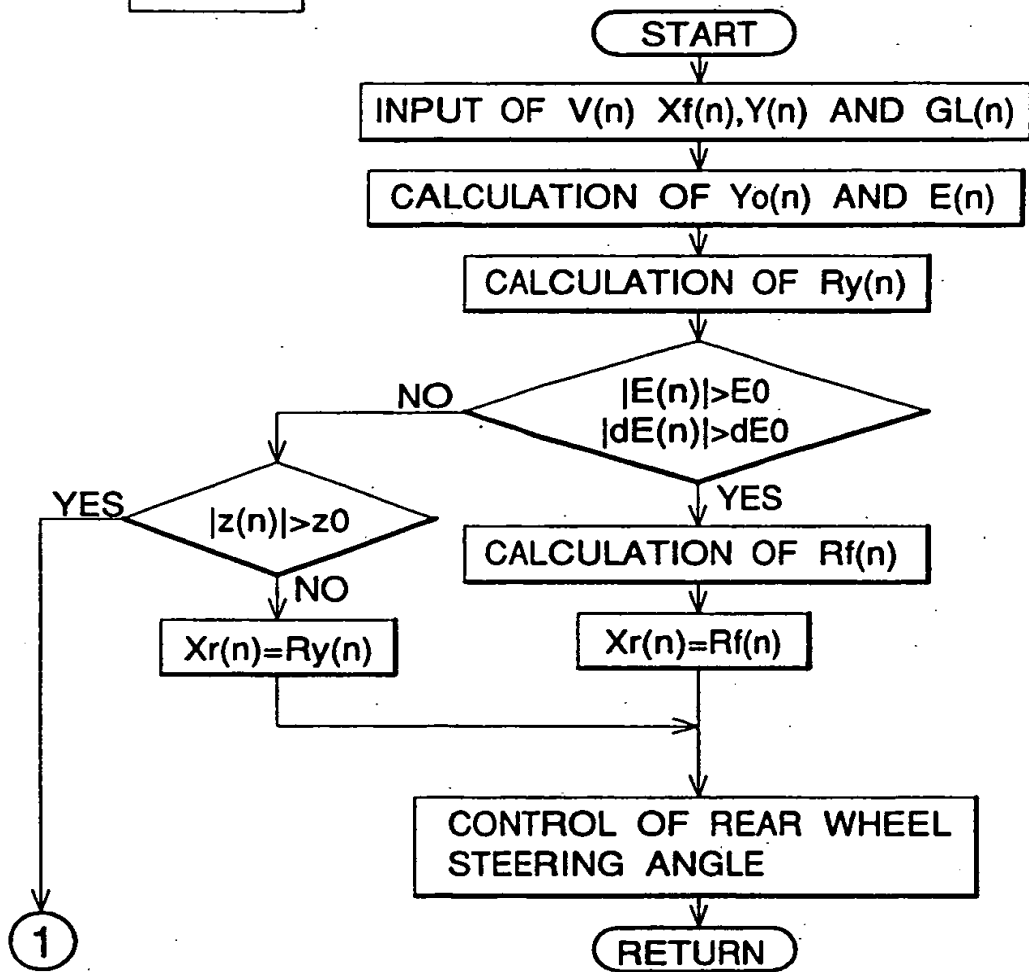 START
INPUT OF V(n) Xf(n),Y(n) AND GL(n)
CALCULATION OF Yo(n) AND E(n)
CALCULATION OF Ry(n)
|E(n)|>E0
|dE(n)|>dE0
NO
YES
|z(n)|>z0
YES
NO
CALCULATION OF Rf(n)
Xr(n)=Ry(n)
Xr(n)=Rf(n)
CONTROL OF REAR WHEEL
STEERING ANGLE
1
RETURN